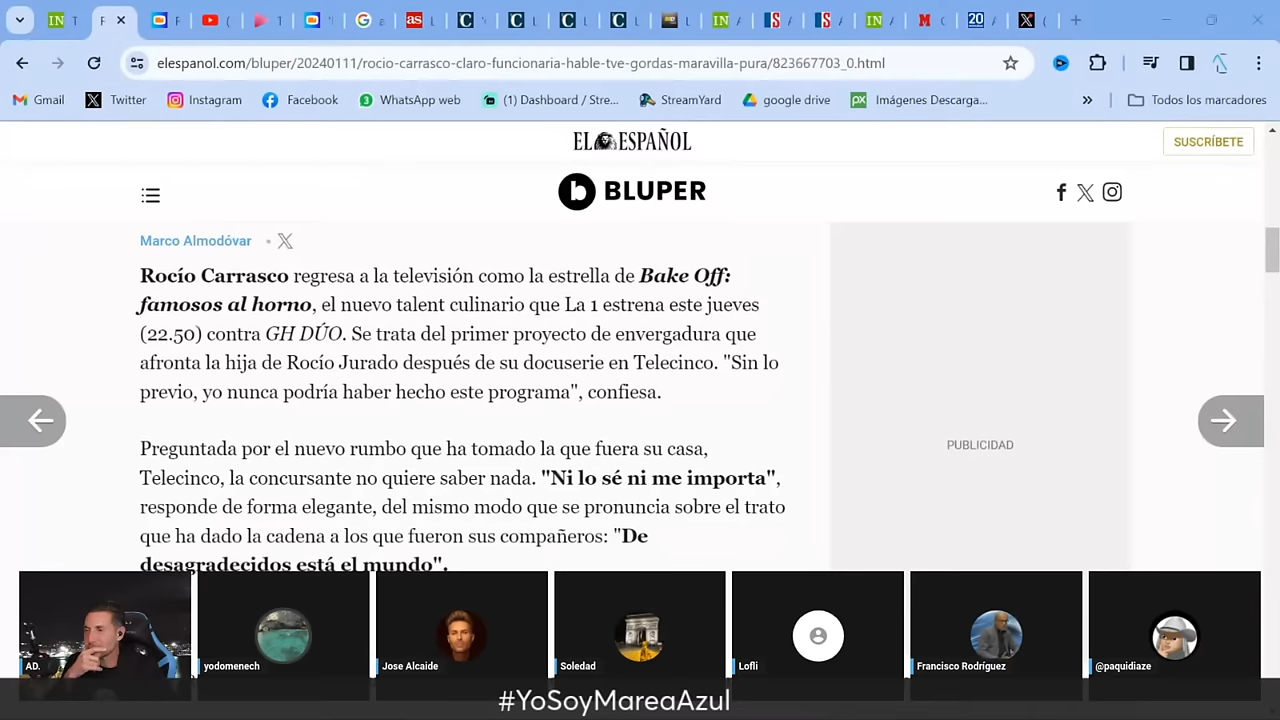 elespanol.com/bluper/20240111/rocio-carrasco-claro-funcionaria-hable-tve-gordas-maravilla-pura/823667703_0.html
Gmail Twitter Instagram Facebook WhatsApp web (1) Dashboard / Stre... StreamYard google drive Imágenes Descarga... » Todos los marcadores
EL ESPAÑOL
SUSCRÍBETE
BLUPER
Marco Almodóvar
Rocío Carrasco regresa a la televisión como la estrella de Bake Off:
famosos al horno, el nuevo talent culinario que La 1 estrena este jueves
(22.50) contra GH DÚO. Se trata del primer proyecto de envergadura que
afronta la hija de Rocío Jurado después de su docuserie en Telecinco. "Sin lo
previo, yo nunca podría haber hecho este programa", confiesa.
Preguntada por el nuevo rumbo que ha tomado la que fuera su casa,
Telecinco, la concursante no quiere saber nada. "Ni lo sé ni me importa",
responde de forma elegante, del mismo modo que se pronuncia sobre el trato
que ha dado la cadena a los que fueron sus compañeros: "De
desagradecidos está el mundo".
PUBLICIDAD
AD. yodomenech Jose Alcaide Soledad Lofli Francisco Rodríguez @paquidiaze
#YoSoyMareaAzul